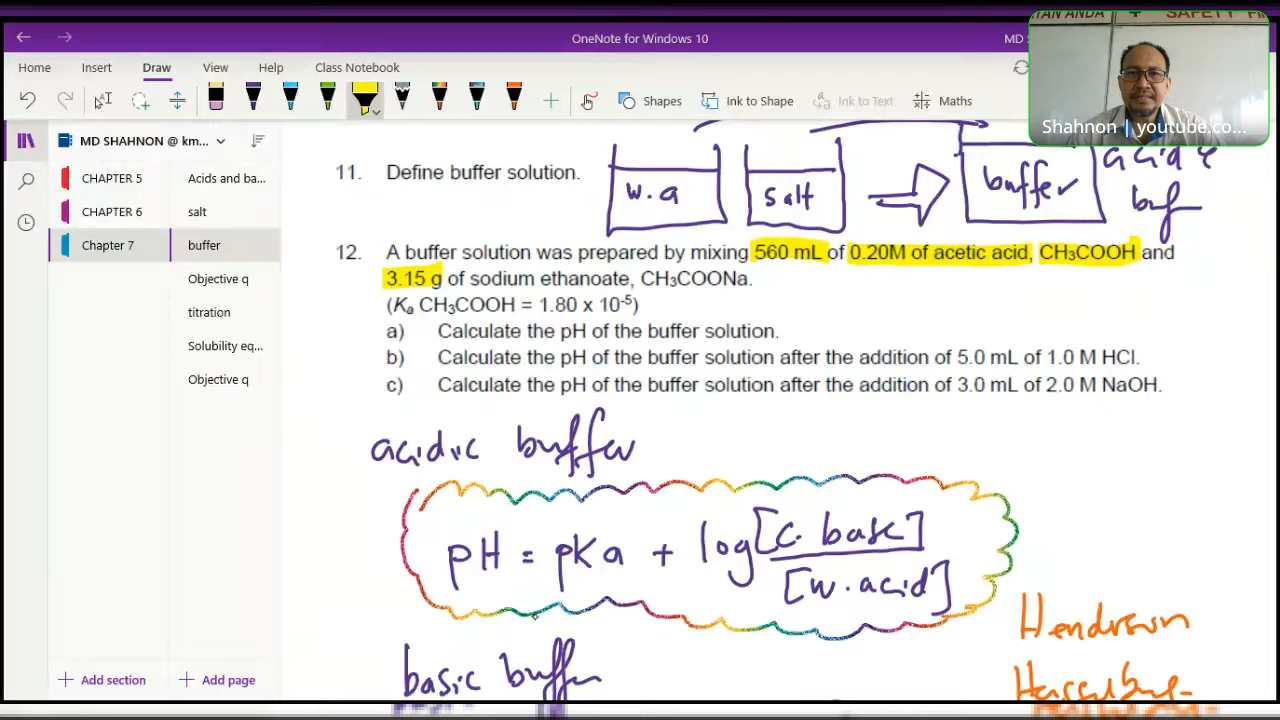 TAN ANDA + SAFETY FI
OneNote for Windows 10
MD S
Home Insert Draw View Help Class Notebook
Shapes Ink to Shape Ink to Text Maths
Shahnon | youtube.co...
MD SHAHNON @ km...
CHAPTER 5 Acids and ba...
CHAPTER 6 salt
Chapter 7 buffer
Objective q
titration
Solubility eq...
Objective q
Add section Add page
11. Define buffer solution.
w.a salt buffer acidic
buf
12. A buffer solution was prepared by mixing 560 mL of 0.20M of acetic acid, CH₃COOH and
3.15 g of sodium ethanoate, CH₃COONa.
(Kₐ CH₃COOH = 1.80 x 10⁻⁵)
a) Calculate the pH of the buffer solution.
b) Calculate the pH of the buffer solution after the addition of 5.0 mL of 1.0 M HCl.
c) Calculate the pH of the buffer solution after the addition of 3.0 mL of 2.0 M NaOH.
acidic buffer
pH = pKa + log [c. base]
[w. acid]
Henderson
basic buffer